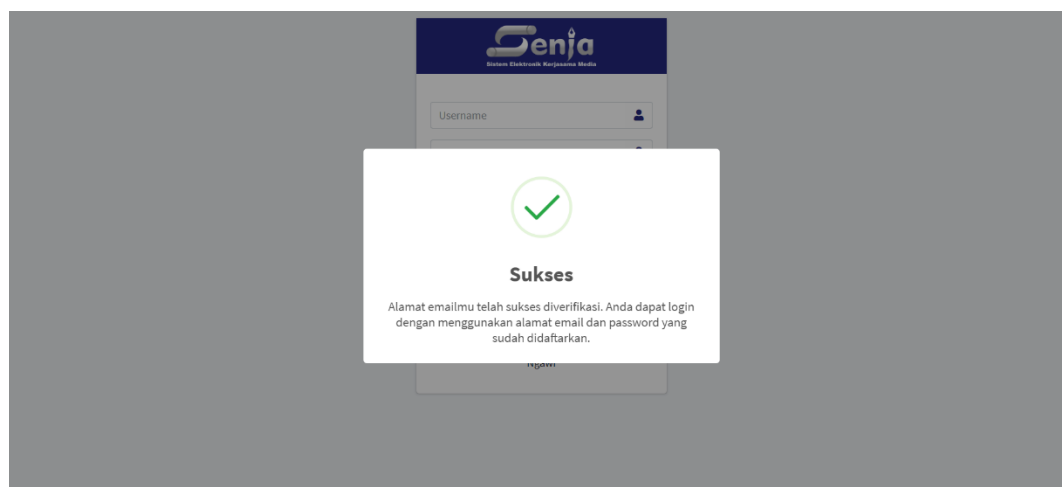 Senja
Sistem Elektronik Kerjasama Media
Username
Sukses
Alamat emailmu telah sukses diverifikasi. Anda dapat login
dengan menggunakan alamat email dan password yang
sudah didaftarkan.
Ngawi